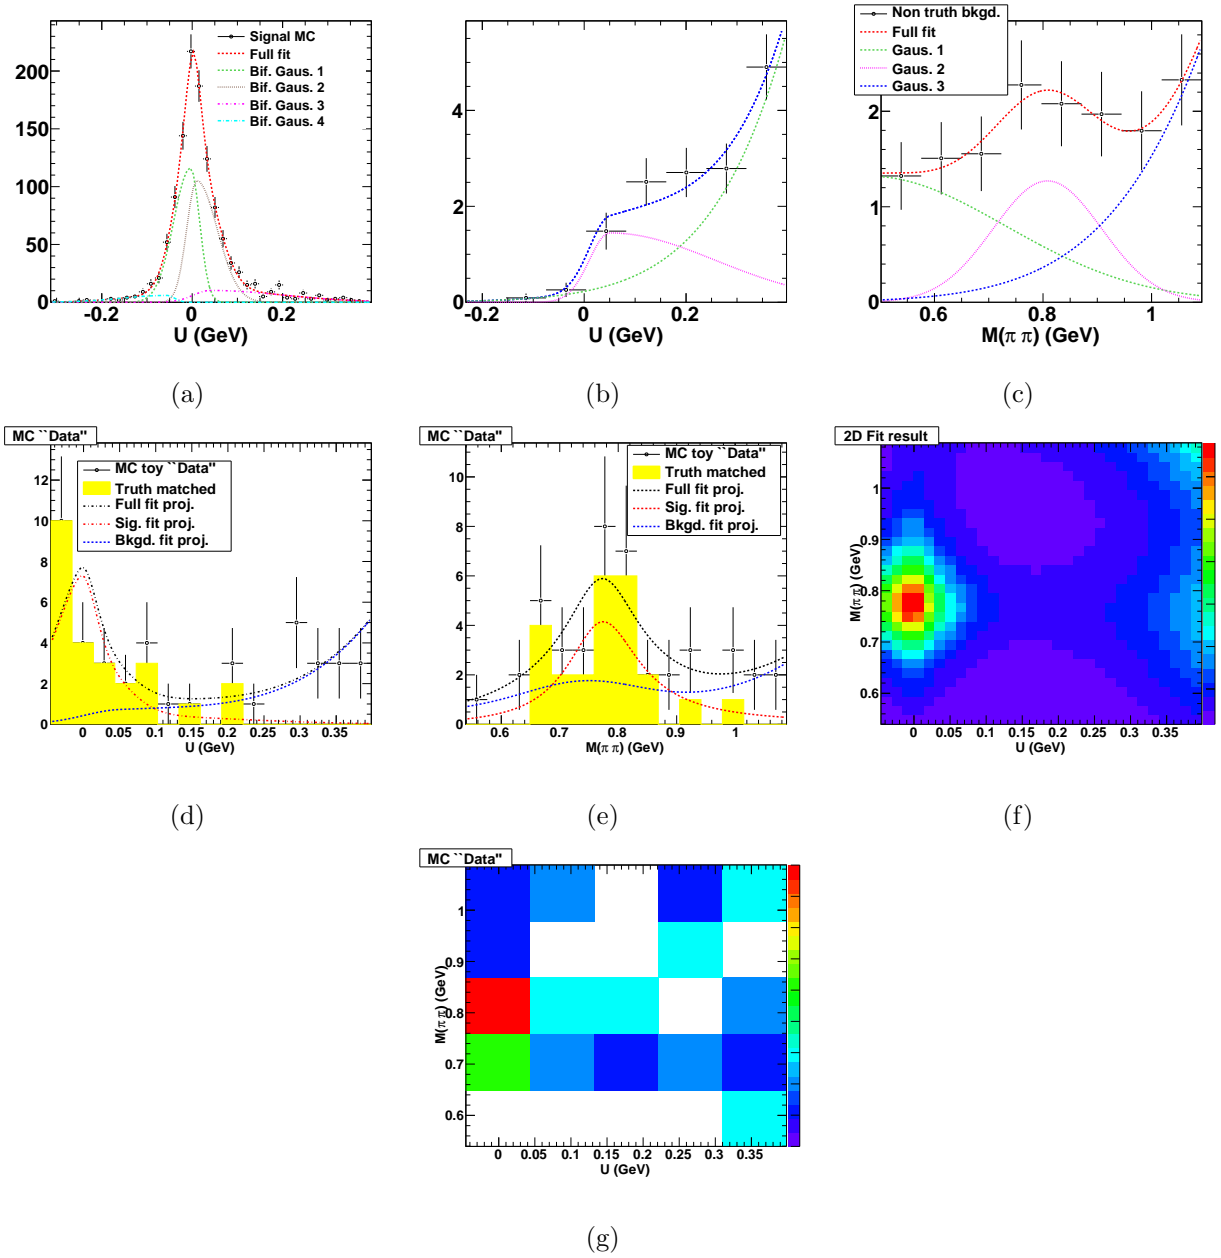 Signal MC
Full fit
Bif. Gaus. 1
Bif. Gaus. 2
Bif. Gaus. 3
Bif. Gaus. 4
200
150
100
50
0
-0.2
0
0.2
U (GeV)
(a)
4
2
0
-0.2
0
0.2
U (GeV)
(b)
Non truth bkgd.
Full fit
Gaus. 1
Gaus. 2
Gaus. 3
2
1
0
0.6
0.8
1
M(π π) (GeV)
(c)
MC ``Data"
MC toy ``Data"
Truth matched
Full fit proj.
Sig. fit proj.
Bkgd. fit proj.
12
10
8
6
4
2
0
0
0.05
0.1
0.15
0.2
0.25
0.3
0.35
U (GeV)
(d)
MC ``Data"
MC toy ``Data"
Truth matched
Full fit proj.
Sig. fit proj.
Bkgd. fit proj.
10
8
6
4
2
0
0.6
0.7
0.8
0.9
1
M(π π) (GeV)
(e)
2D Fit result
M(π π) (GeV)
1
0.9
0.8
0.7
0.6
0
0.05
0.1
0.15
0.2
0.25
0.3
0.35
U (GeV)
(f)
MC ``Data"
M(π π) (GeV)
1
0.9
0.8
0.7
0.6
0
0.05
0.1
0.15
0.2
0.25
0.3
0.35
U (GeV)
(g)